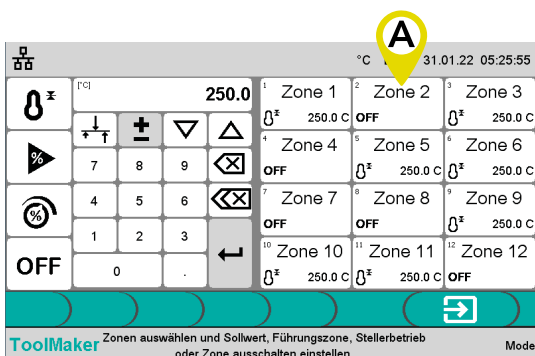 A
°C
31.01.22 05:25:55
[°C] 250.0
7 8 9
4 5 6
1 2 3
0 .
%
(%)
OFF
1 Zone 1
250.0 C
2 Zone 2
OFF
3 Zone 3
250.0 C
4 Zone 4
OFF
5 Zone 5
250.0 C
6 Zone 6
250.0 C
7 Zone 7
OFF
8 Zone 8
OFF
9 Zone 9
250.0 C
10 Zone 10
250.0 C
11 Zone 11
250.0 C
12 Zone 12
OFF
ToolMaker
Zonen auswählen und Sollwert, Führungszone, Stellerbetrieb
oder Zone ausschalten einstellen
Mode